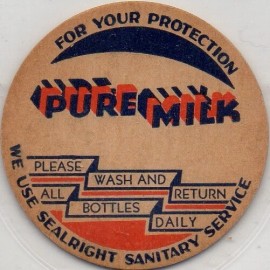 FOR YOUR PROTECTION
PURE MILK
PLEASE
WASH AND
ALL
RETURN
BOTTLES
DAILY
WE USE SEALRIGHT SANITARY SERVICE